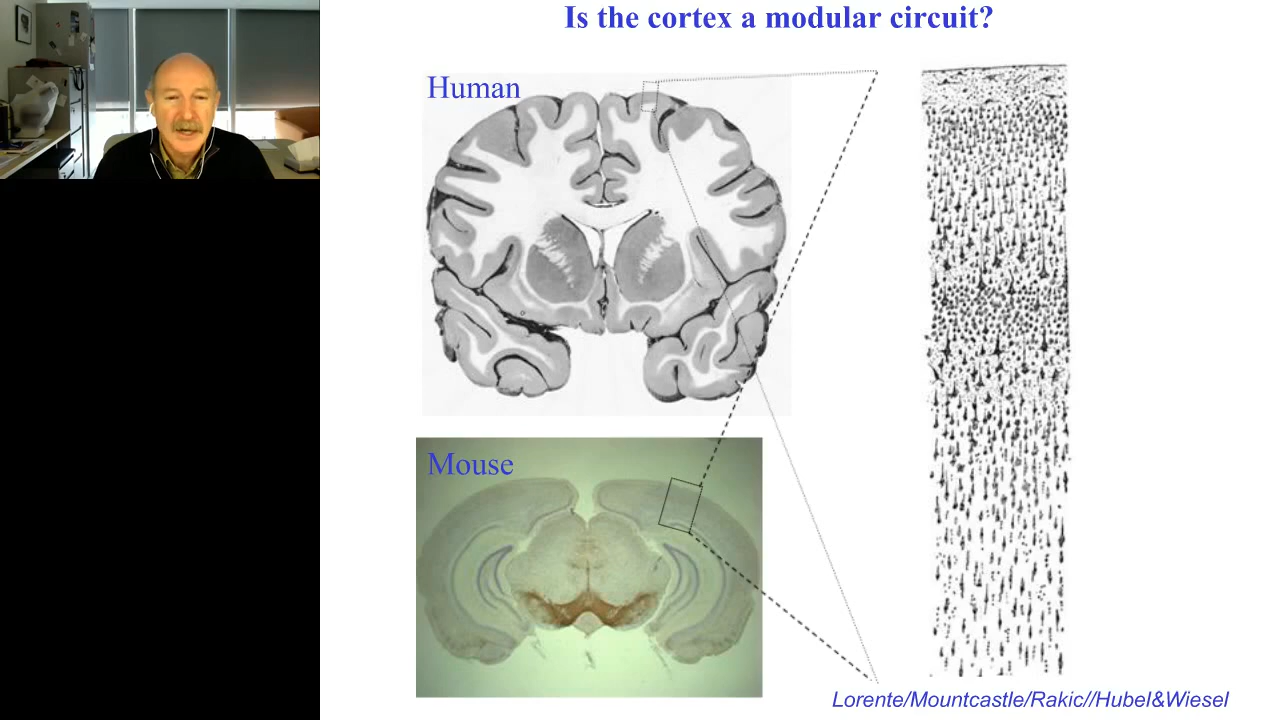 Is the cortex a modular circuit?
Human
Mouse
Lorente/Mountcastle/Rakic//Hubel&Wiesel